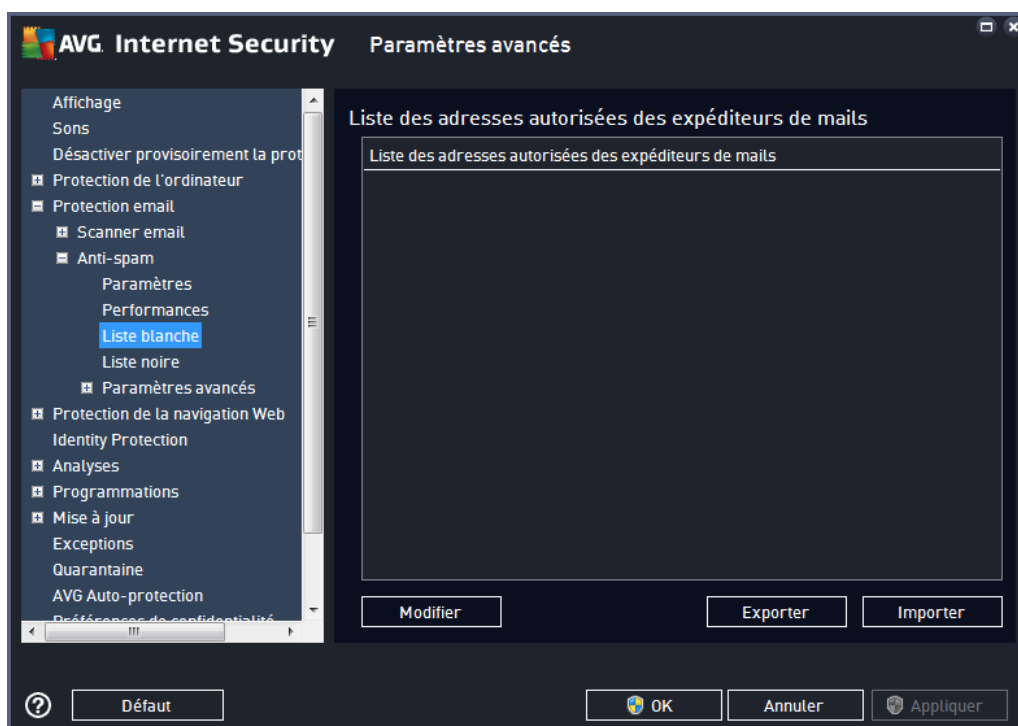 AVG. Internet Security Paramètres avancés
Affichage
Sons
Désactiver provisoirement la prot
Protection de l'ordinateur
Protection email
Scanner email
Anti-spam
Paramètres
Performances
Liste blanche
Liste noire
Paramètres avancés
Protection de la navigation Web
Identity Protection
Analyses
Programmations
Mise à jour
Exceptions
Quarantaine
AVG Auto-protection
Préférences de confidentialité
Liste des adresses autorisées des expéditeurs de mails
Liste des adresses autorisées des expéditeurs de mails
Modifier Exporter Importer
Défaut OK Annuler Appliquer